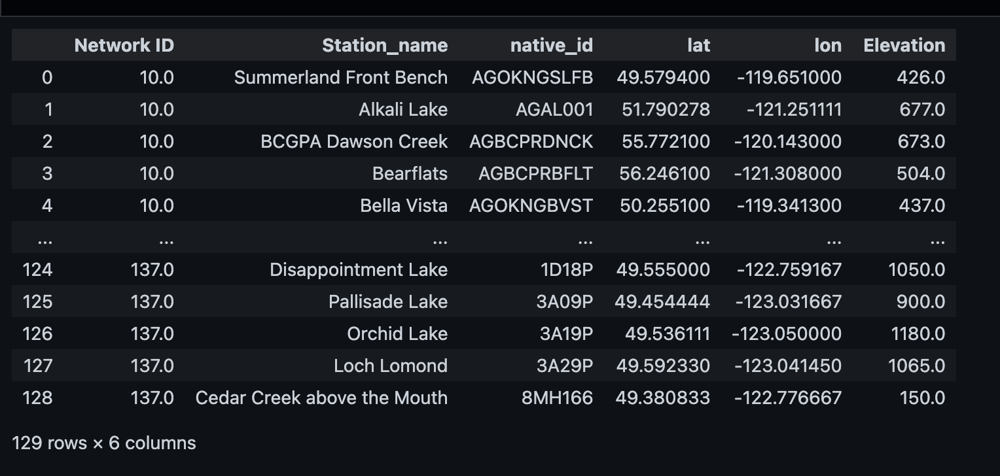 Network ID Station_name native_id lat lon Elevation
0 10.0 Summerland Front Bench AGOKNGSLFB 49.579400 -119.651000 426.0
1 10.0 Alkali Lake AGAL001 51.790278 -121.251111 677.0
2 10.0 BCGPA Dawson Creek AGBCPRDNCK 55.772100 -120.143000 673.0
3 10.0 Bearflats AGBCPRBFLT 56.246100 -121.308000 504.0
4 10.0 Bella Vista AGOKNGBVST 50.255100 -119.341300 437.0
... ... ... ... ... ... ...
124 137.0 Disappointment Lake 1D18P 49.555000 -122.759167 1050.0
125 137.0 Pallisade Lake 3A09P 49.454444 -123.031667 900.0
126 137.0 Orchid Lake 3A19P 49.536111 -123.050000 1180.0
127 137.0 Loch Lomond 3A29P 49.592330 -123.041450 1065.0
128 137.0 Cedar Creek above the Mouth 8MH166 49.380833 -122.776667 150.0
129 rows × 6 columns